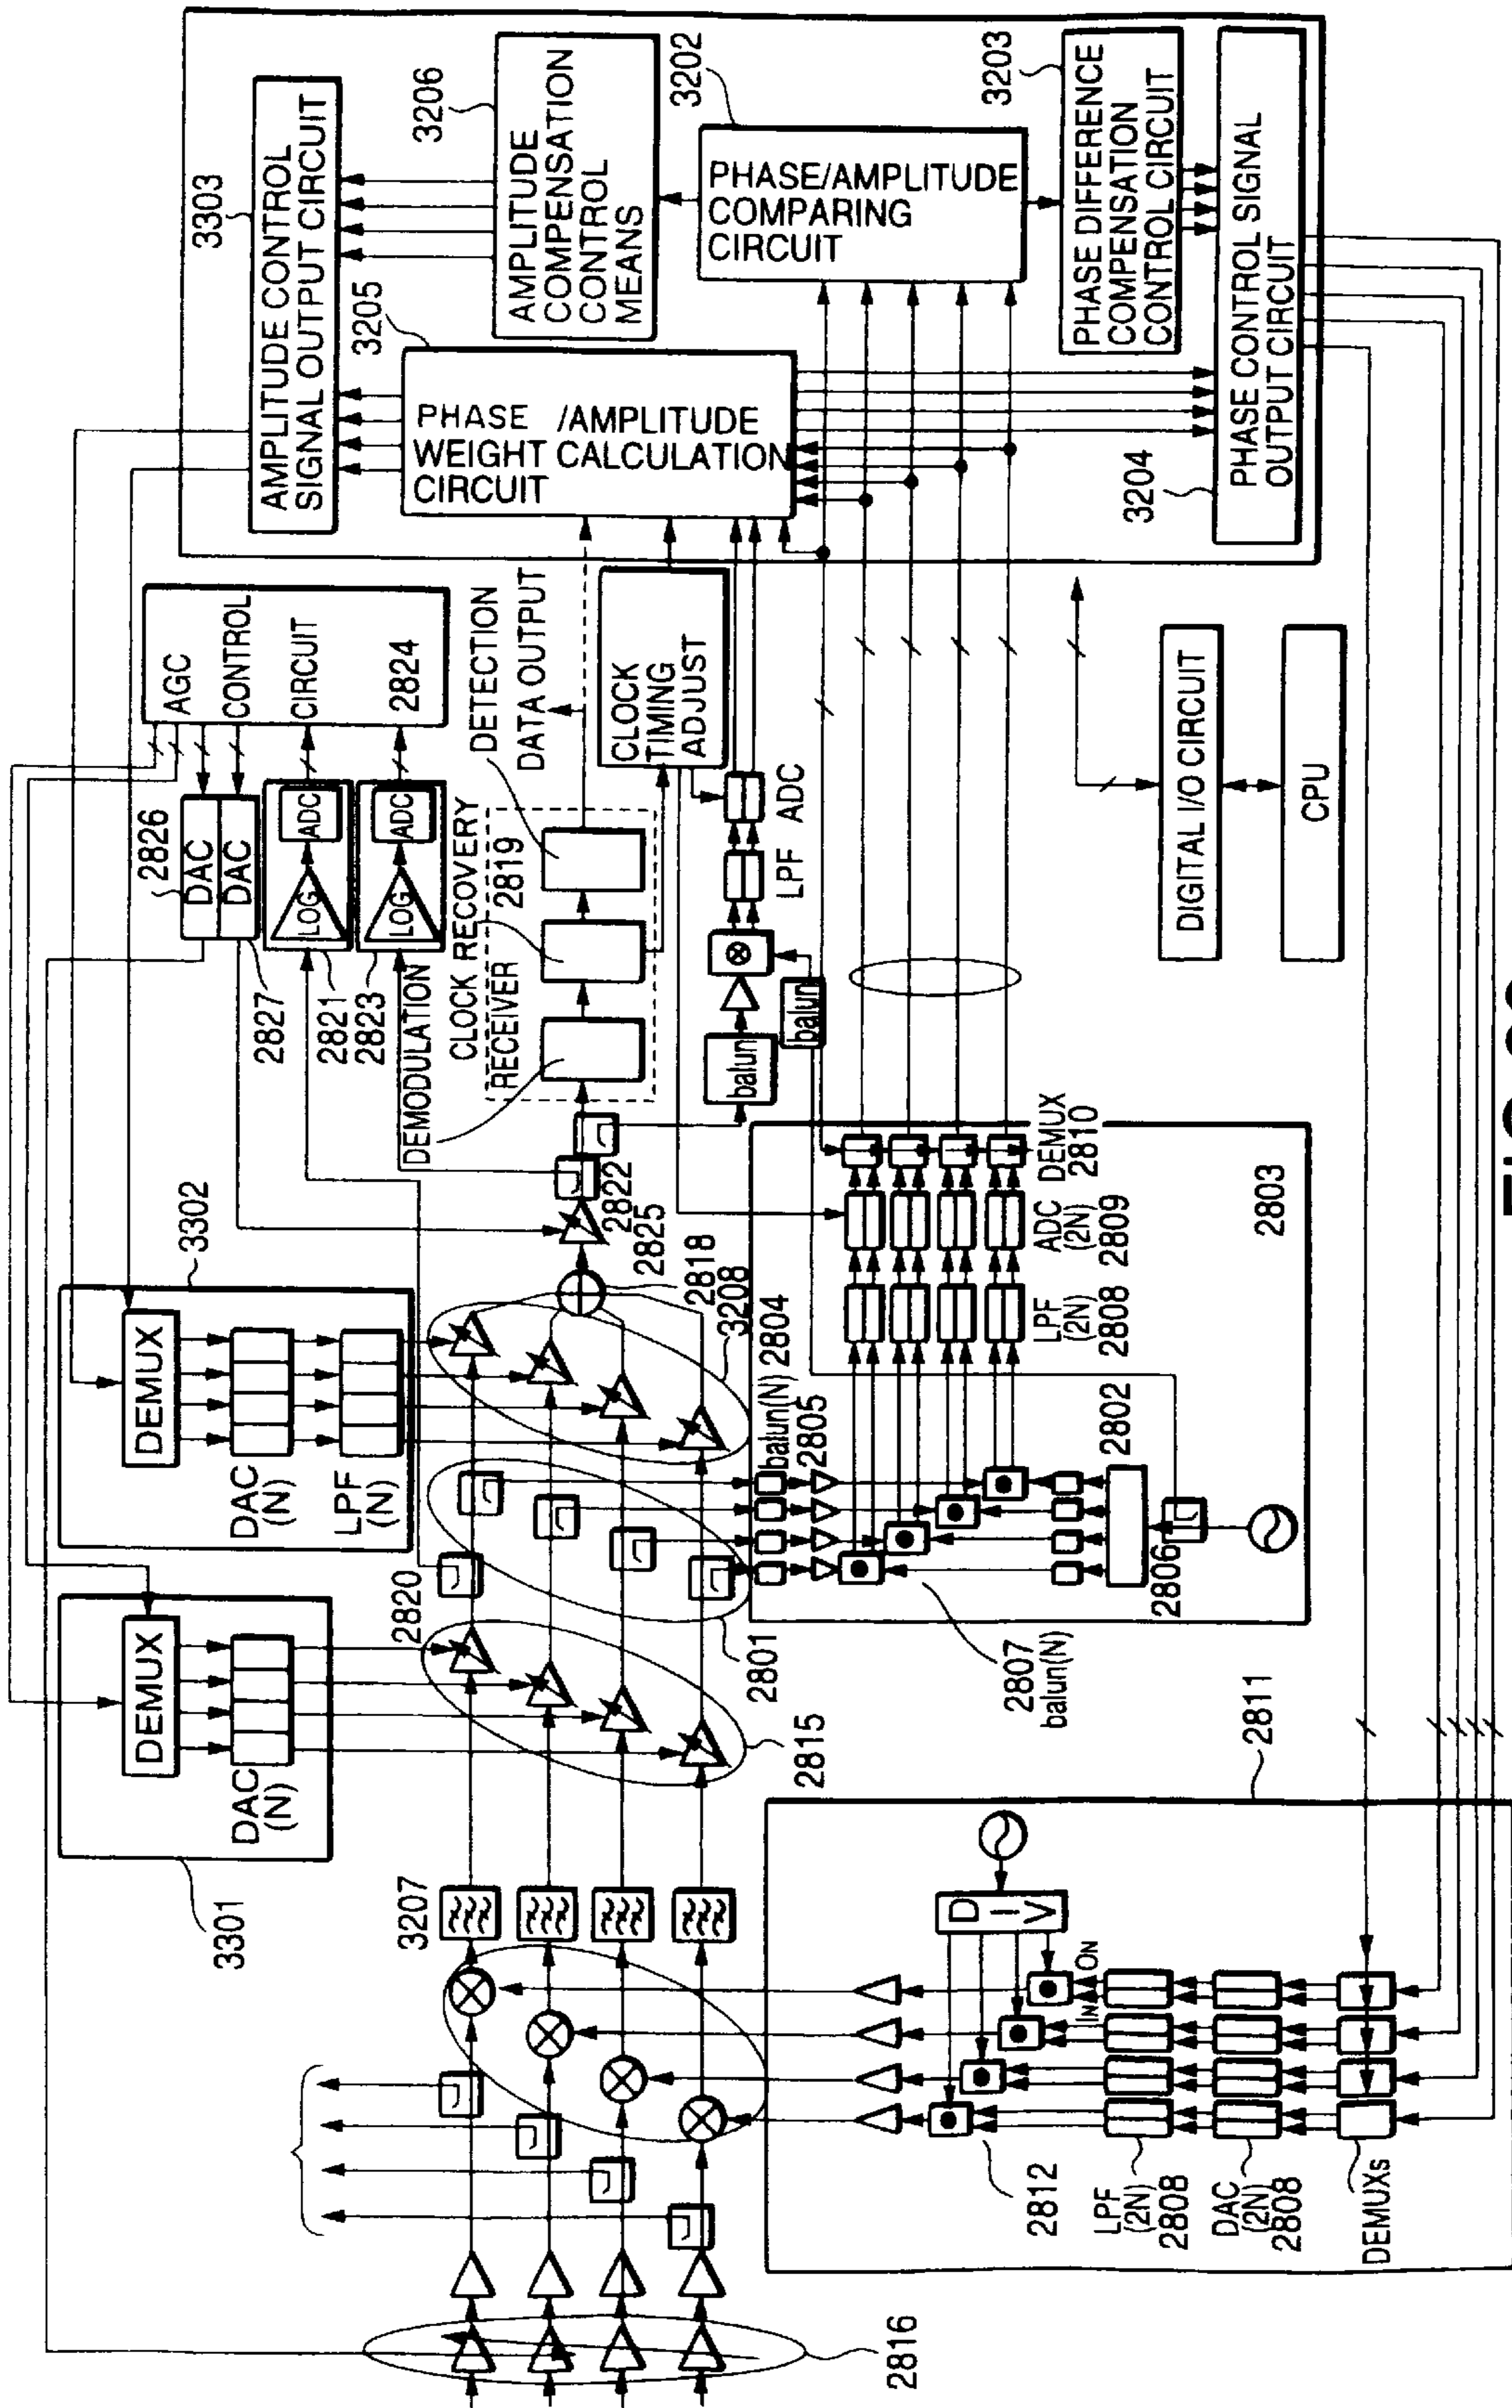 3303
AMPLITUDE CONTROL
SIGNAL OUTPUT CIRCUIT
3206
AMPLITUDE
COMPENSATION
CONTROL
MEANS
3202
PHASE/AMPLITUDE
COMPARING
CIRCUIT
3203
PHASE DIFFERENCE
COMPENSATION
CONTROL CIRCUIT
3205
PHASE /AMPLITUDE
WEIGHT CALCULATION
CIRCUIT
3204
PHASE CONTROL SIGNAL
OUTPUT CIRCUIT
AGC
CONTROL
CIRCUIT
2824
2826
DAC
DAC
2827
LOG
ADC
2821
LOG
ADC
2823
DETECTION
DATA OUTPUT
CLOCK
TIMING
ADJUST
CLOCK RECOVERY
2819
RECEIVER
DEMODULATION
LPF
ADC
balun
balun
DIGITAL I/O CIRCUIT
CPU
3302
DEMUX
DAC
(N)
LPF
(N)
2822
2825
2818
3208
3301
DEMUX
DAC
(N)
2820
2801
2815
3207
2816
balun(N)
2804
2805
LPF
(2N)
2808
ADC
(2N)
2809
DEMUX
2810
2803
2802
2806
2807
balun(N)
2811
DIV
IN
ON
2812
LPF
(2N)
2808
DAC
(2N)
2808
DEMUXs